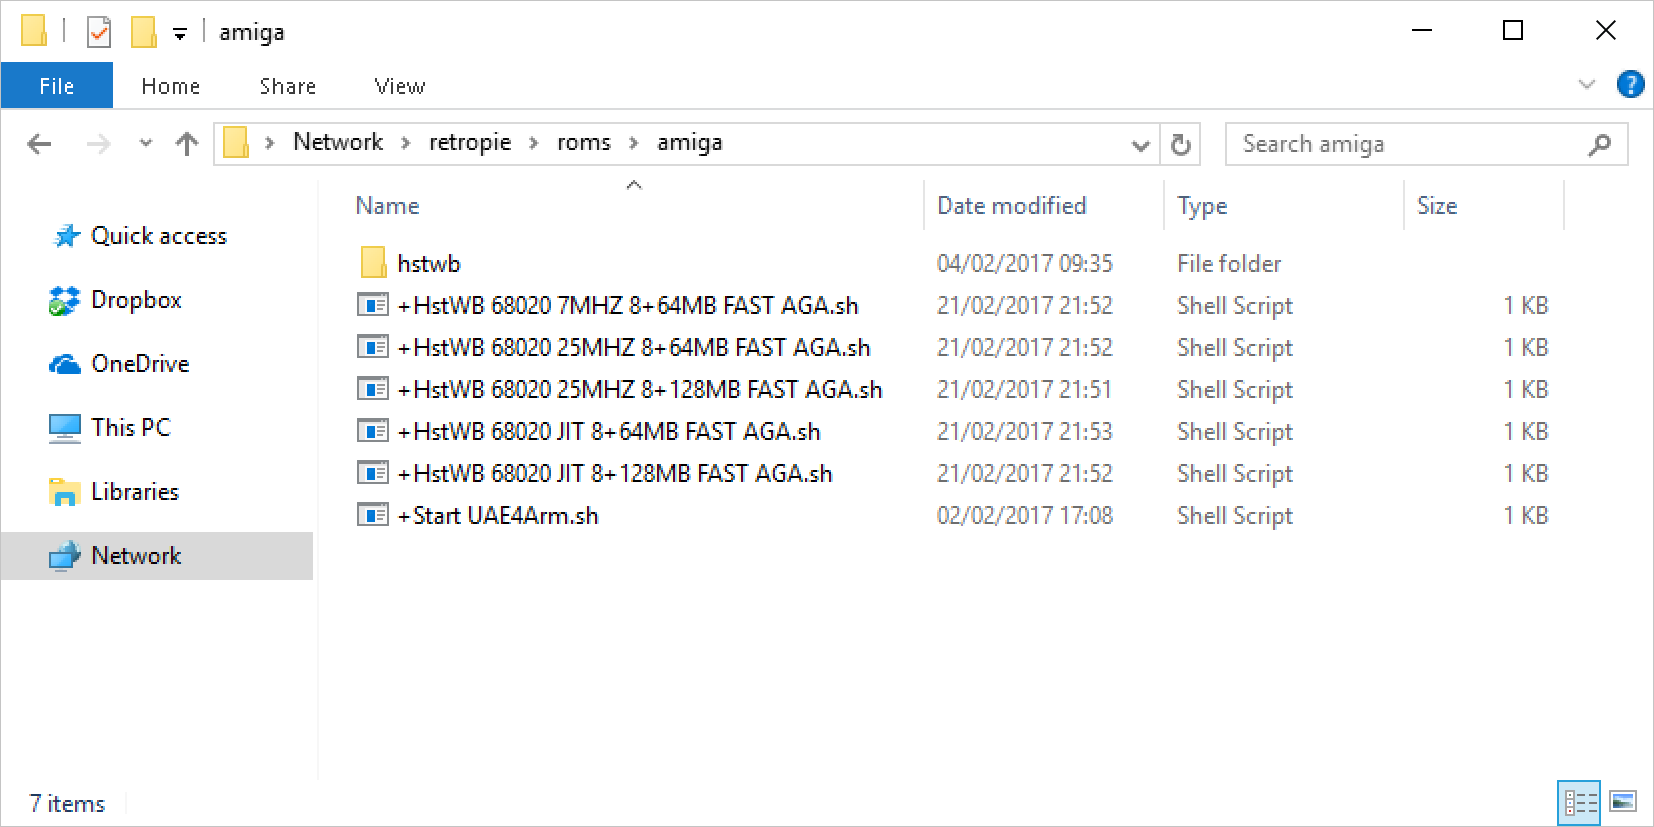 amiga
File Home Share View ?
Network retropie roms amiga Search amiga
Name Date modified Type Size
Quick access
Dropbox
OneDrive
This PC
Libraries
Network
hstwb 04/02/2017 09:35 File folder
+HstWB 68020 7MHZ 8+64MB FAST AGA.sh 21/02/2017 21:52 Shell Script 1 KB
+HstWB 68020 25MHZ 8+64MB FAST AGA.sh 21/02/2017 21:52 Shell Script 1 KB
+HstWB 68020 25MHZ 8+128MB FAST AGA.sh 21/02/2017 21:51 Shell Script 1 KB
+HstWB 68020 JIT 8+64MB FAST AGA.sh 21/02/2017 21:53 Shell Script 1 KB
+HstWB 68020 JIT 8+128MB FAST AGA.sh 21/02/2017 21:52 Shell Script 1 KB
+Start UAE4Arm.sh 02/02/2017 17:08 Shell Script 1 KB
7 items